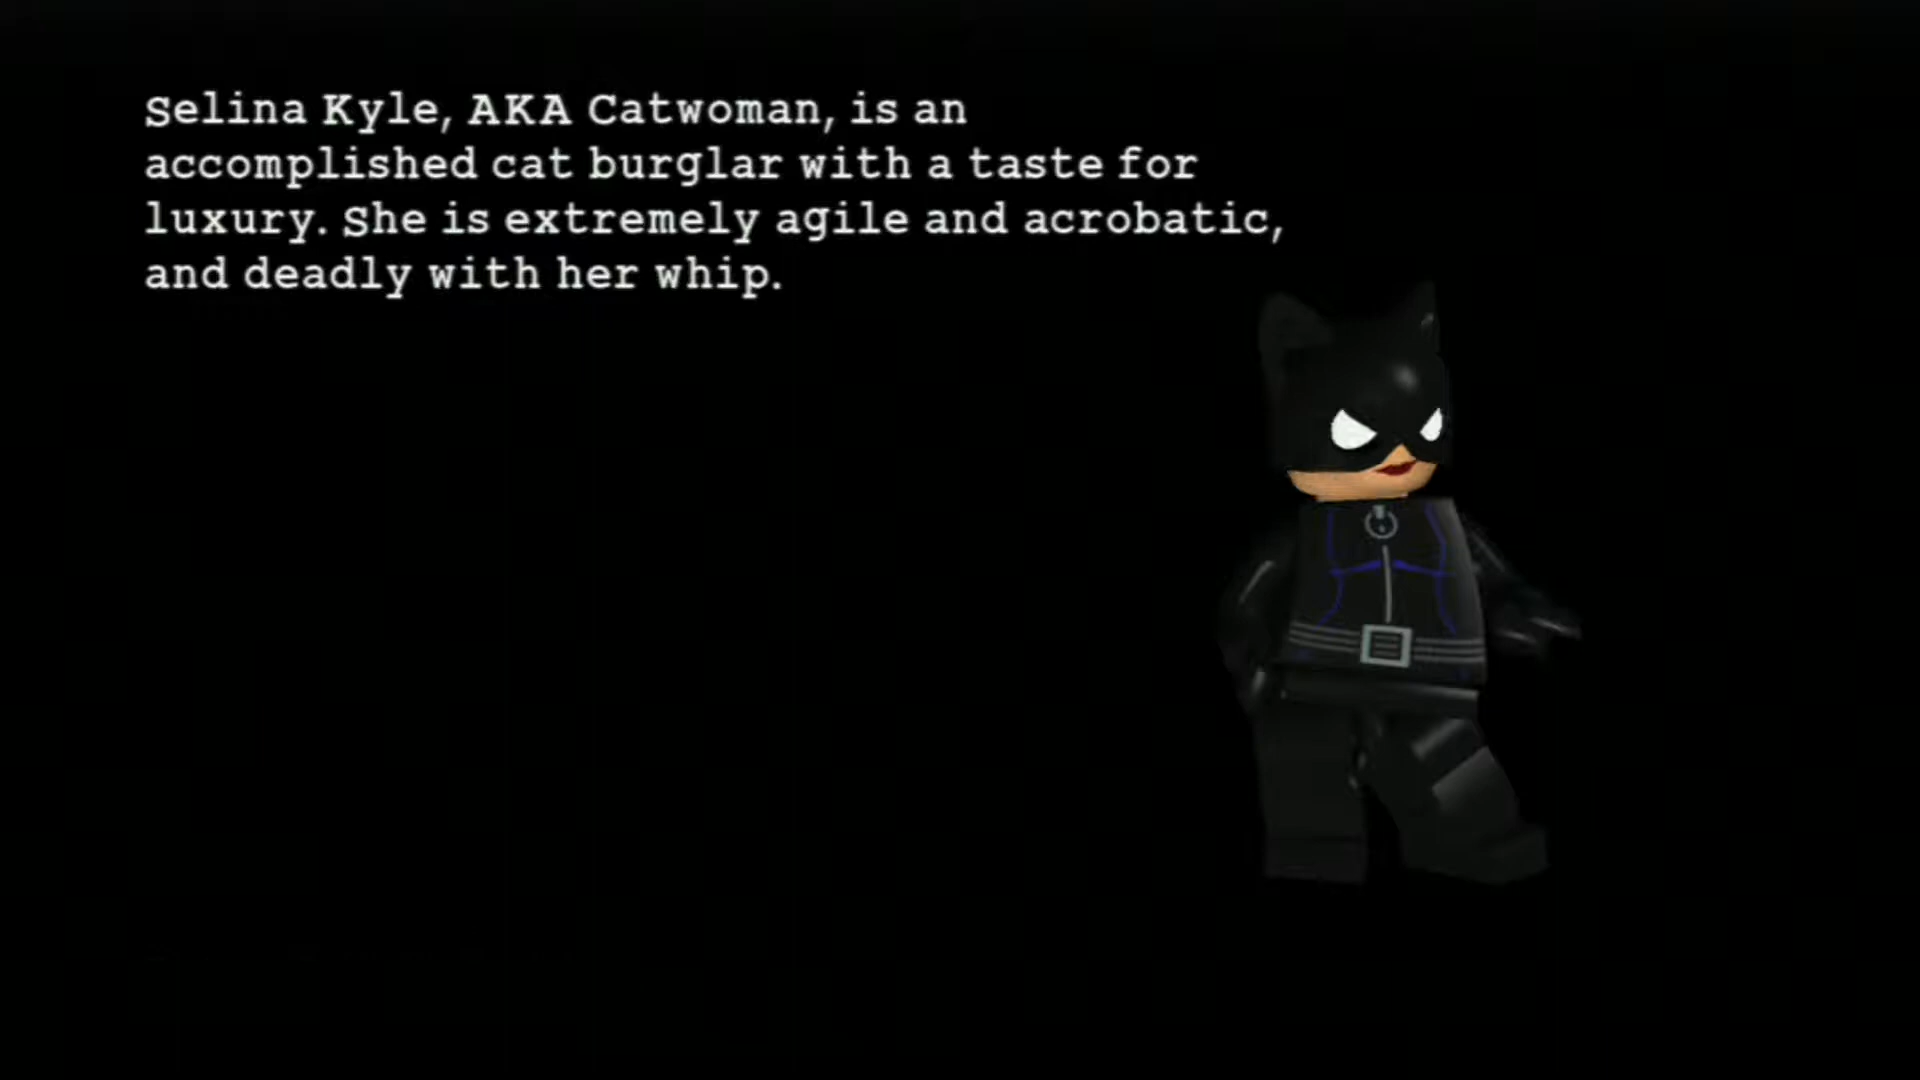 Selina Kyle, AKA Catwoman, is an
accomplished cat burglar with a taste for
luxury. She is extremely agile and acrobatic,
and deadly with her whip.